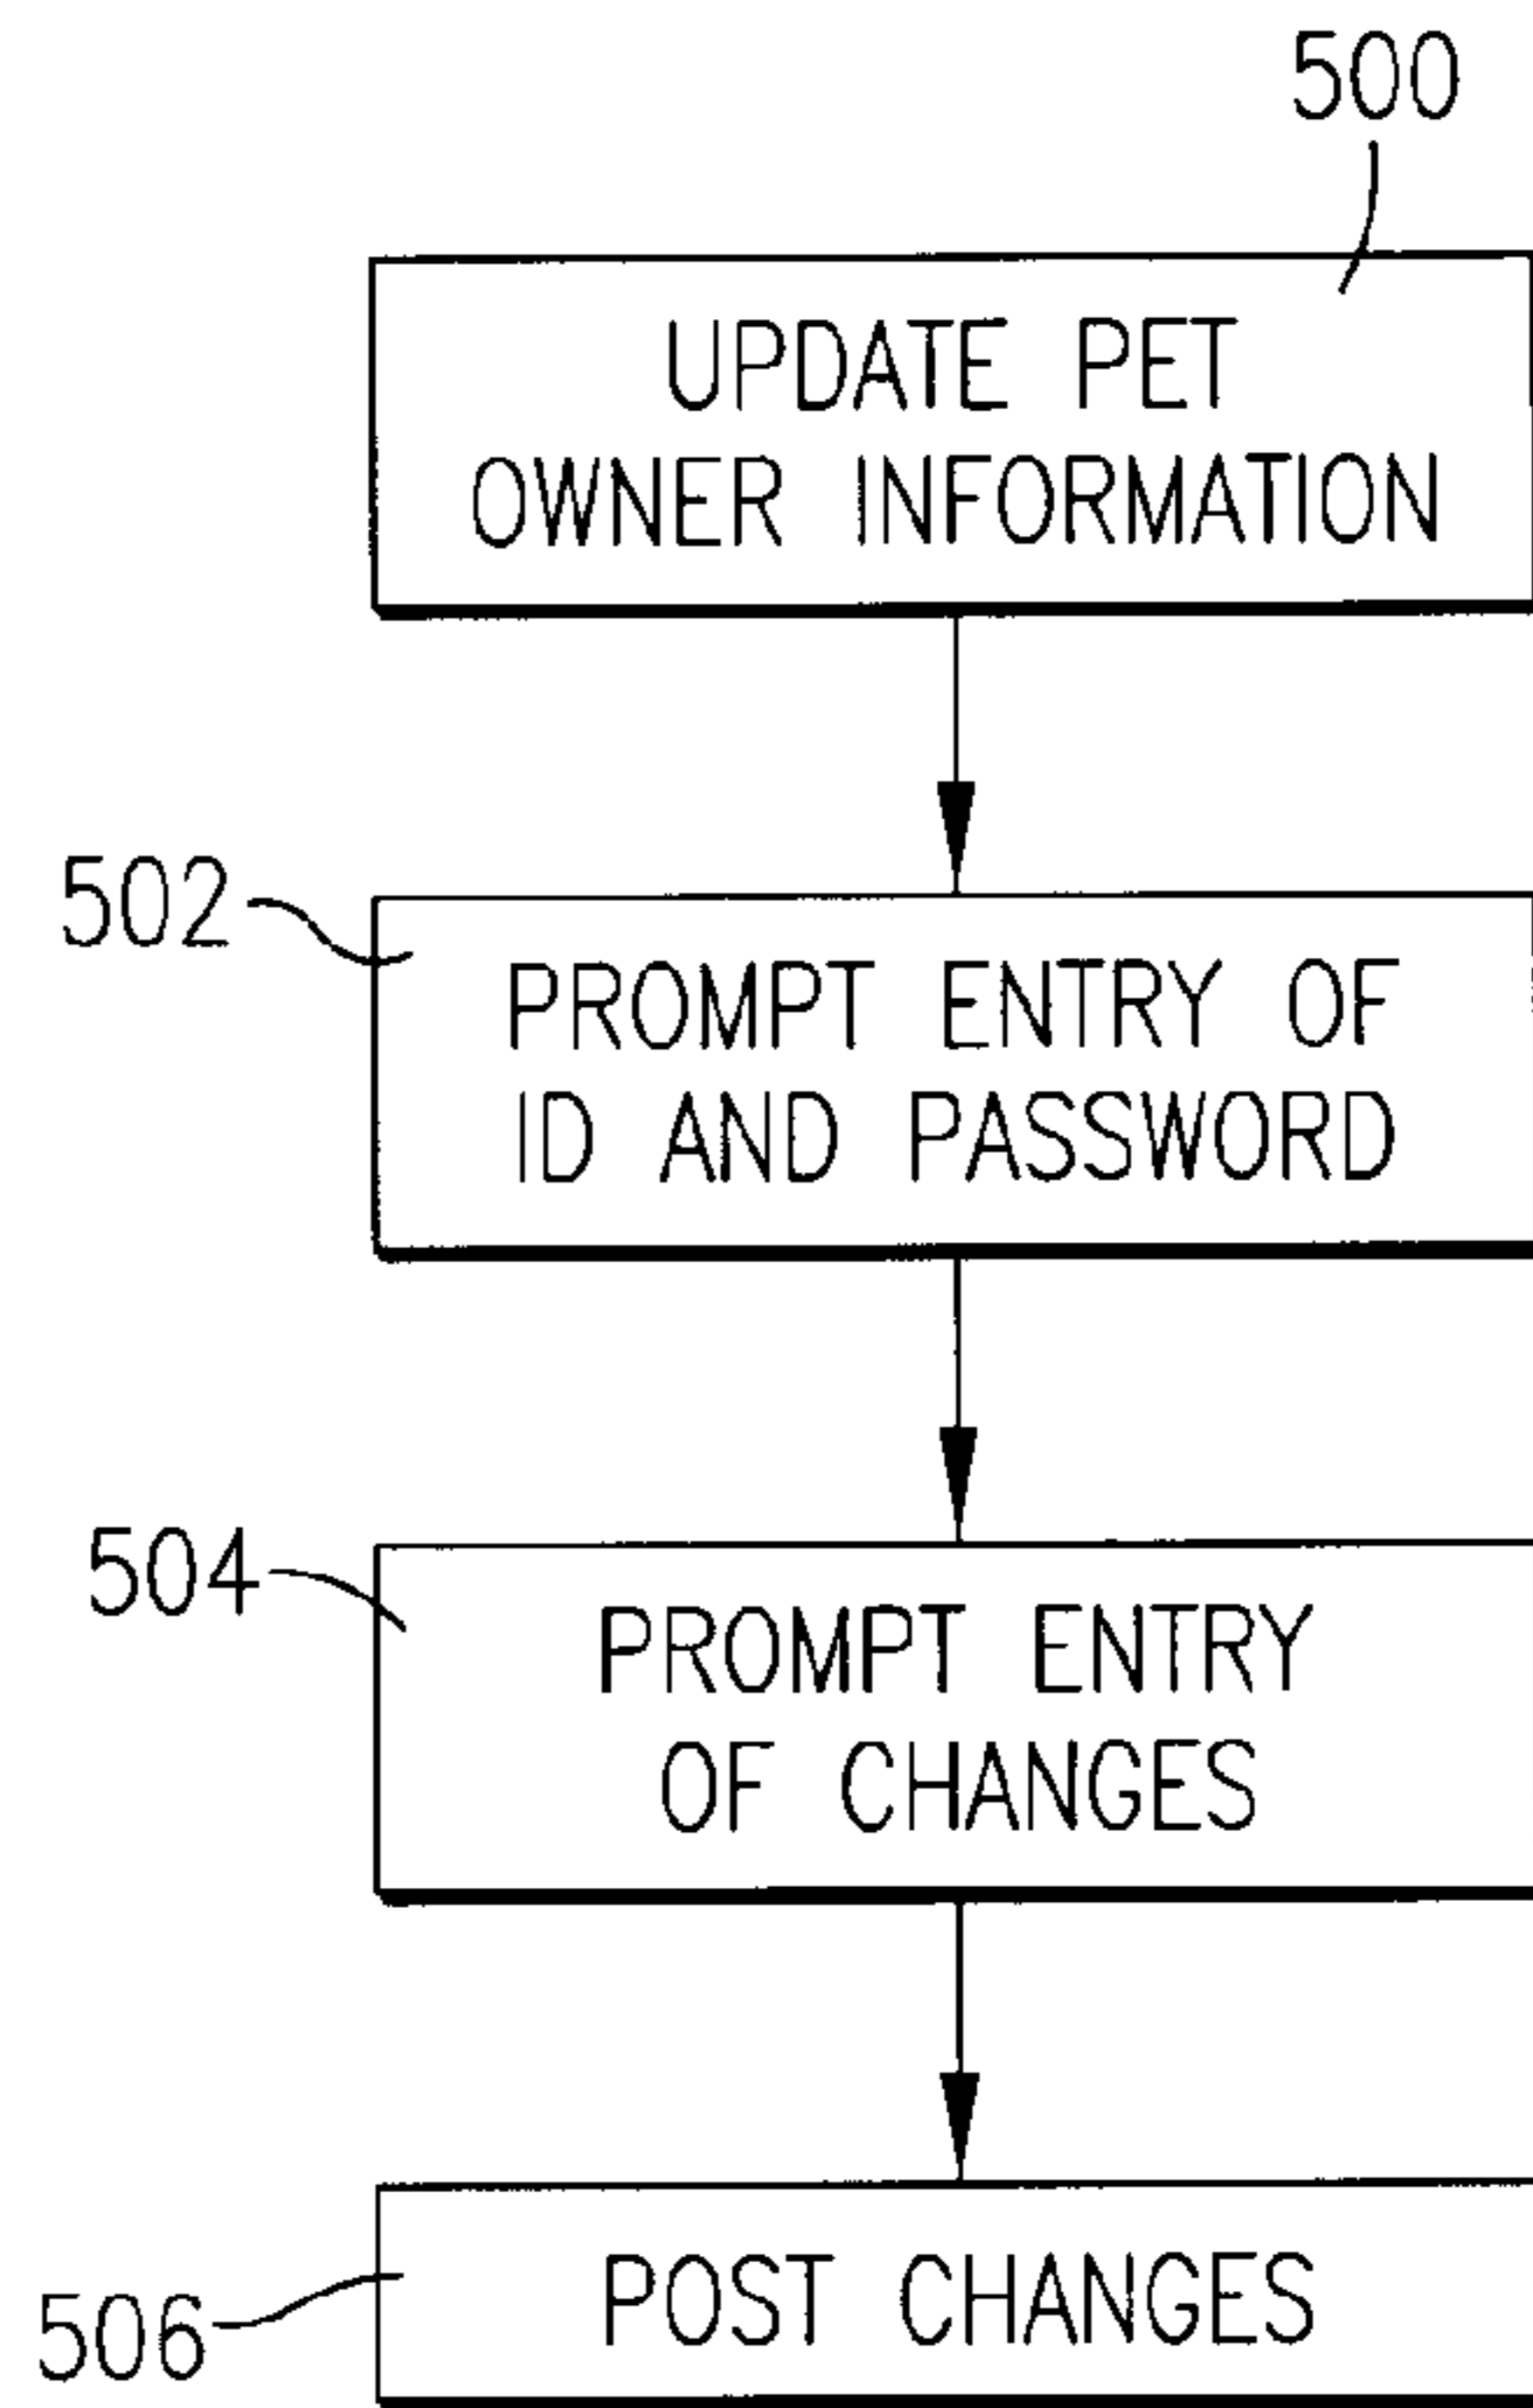 500
UPDATE PET
OWNER INFORMATION
502
PROMPT ENTRY OF
ID AND PASSWORD
504
PROMPT ENTRY
OF CHANGES
506
POST CHANGES